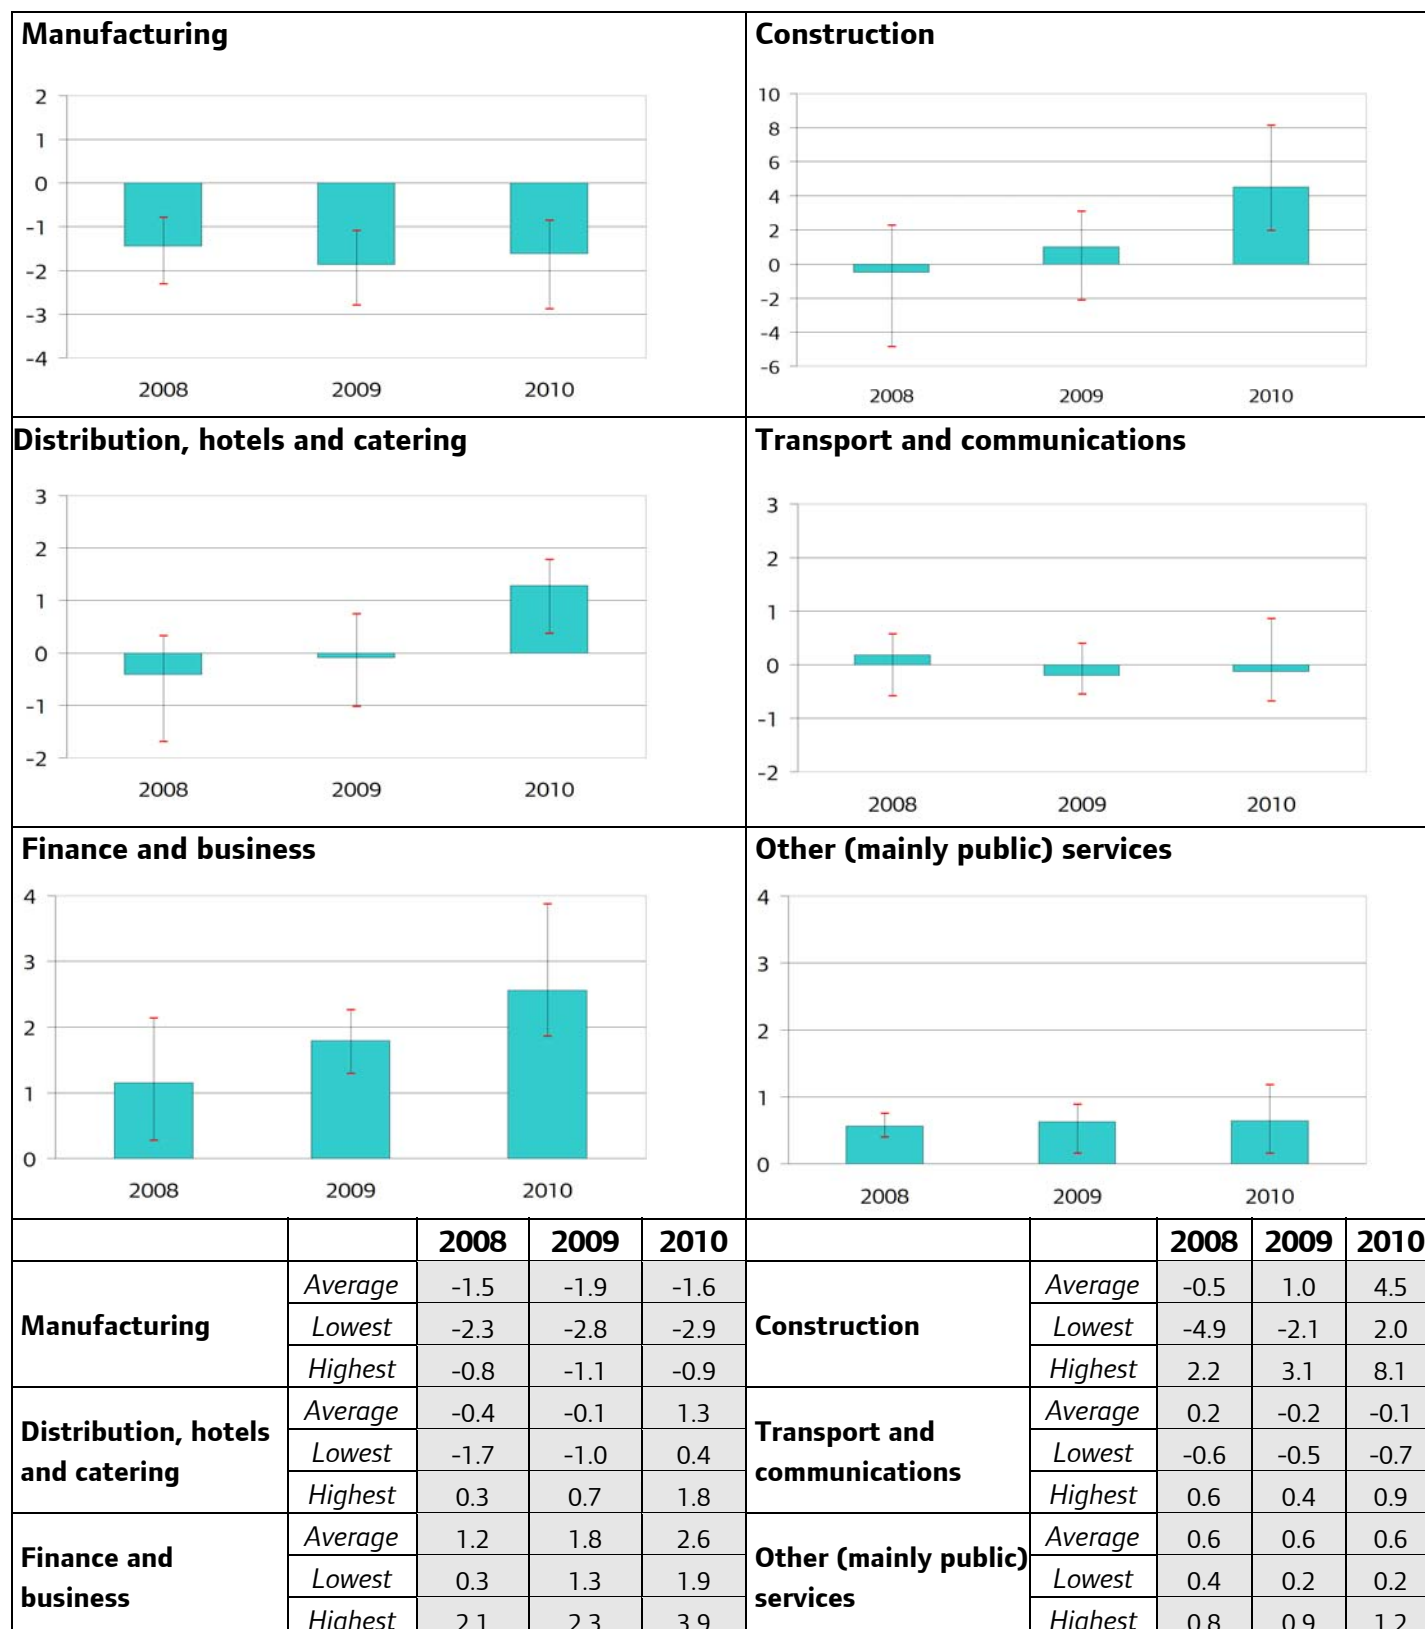 Manufacturing
2
1
0
-1
-2
-3
-4
2008 2009 2010
Construction
10
8
6
4
2
0
-2
-4
-6
2008 2009 2010
Distribution, hotels and catering
3
2
1
0
-1
-2
2008 2009 2010
Transport and communications
3
2
1
0
-1
-2
2008 2009 2010
Finance and business
4
3
2
1
0
2008 2009 2010
Other (mainly public) services
4
3
2
1
0
2008 2009 2010
2008 2009 2010
Manufacturing
Average -1.5 -1.9 -1.6
Lowest -2.3 -2.8 -2.9
Highest -0.8 -1.1 -0.9
Distribution, hotels
and catering
Average -0.4 -0.1 1.3
Lowest -1.7 -1.0 0.4
Highest 0.3 0.7 1.8
Finance and
business
Average 1.2 1.8 2.6
Lowest 0.3 1.3 1.9
Highest 2.1 2.3 3.9
2008 2009 2010
Construction
Average -0.5 1.0 4.5
Lowest -4.9 -2.1 2.0
Highest 2.2 3.1 8.1
Transport and
communications
Average 0.2 -0.2 -0.1
Lowest -0.6 -0.5 -0.7
Highest 0.6 0.4 0.9
Other (mainly public)
services
Average 0.6 0.6 0.6
Lowest 0.4 0.2 0.2
Highest 0.8 0.9 1.2